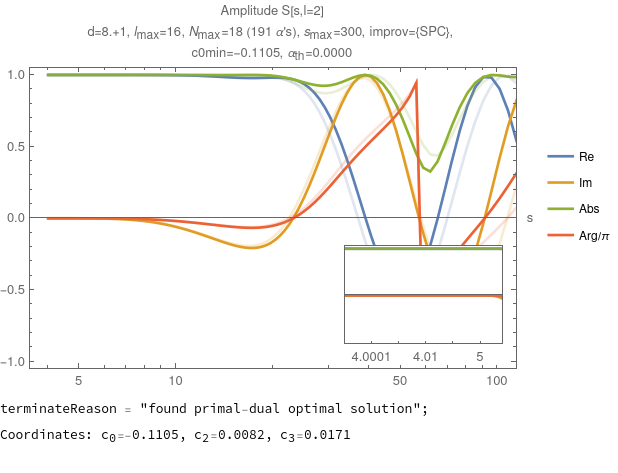 Amplitude S[s,l=2]
d=8.+1, lmax=16, Nmax=18 (191 α's), smax=300, improv={SPC},
c0min=-0.1105, αth=0.0000
1.0
0.5
0.0
-0.5
-1.0
5
10
50
100
s
4.0001
4.01
5
Re
Im
Abs
Arg/π
terminateReason = "found primal-dual optimal solution";
Coordinates: c0=-0.1105, c2=0.0082, c3=0.0171